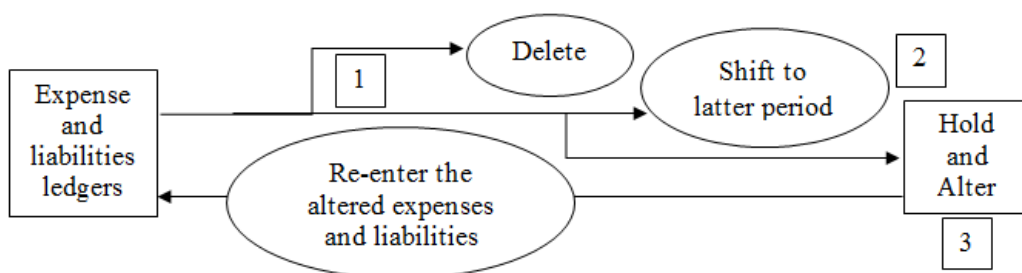 Expense
and
liabilities
ledgers
1
Delete
Shift to
latter period
2
Hold
and
Alter
3
Re-enter the
altered expenses
and liabilities